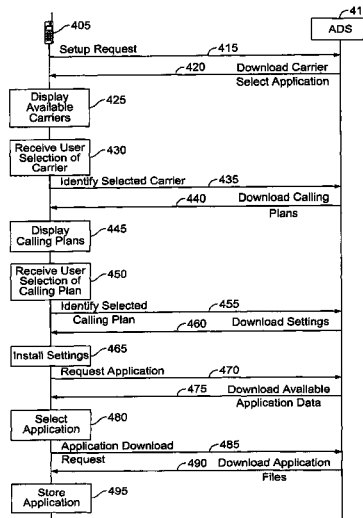 405
41
ADS
Setup Request
415
420
Download Carrier
Select Application
Display
Available
Carriers
425
Receive User
Selection of
Carrier
430
Identify Selected Carrier
435
440
Download Calling
Plans
Display
Calling Plans
445
Receive User
Selection of
Calling Plan
450
Identify Selected
Calling Plan
455
460
Download Settings
Install Settings
465
Request Application
470
475
Download Available
Application Data
Select
Application
480
Application Download
Request
485
490
Download Application
Files
Store
Application
495